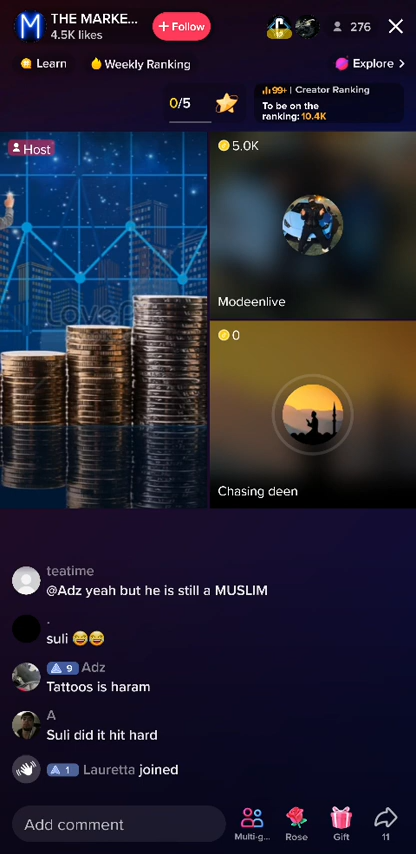 THE MARKE...
4.5K likes
+ Follow
276
Learn
Weekly Ranking
Explore >
0/5
99+ | Creator Ranking
To be on the
ranking: 10.4K
Host
5.0K
Modeenlive
0
Chasing deen
teatime
@Adz yeah but he is still a MUSLIM
.
suli 😂😂
9 Adz
Tattoos is haram
A
Suli did it hit hard
1 Lauretta joined
Add comment
Multi-g...
Rose
Gift
11